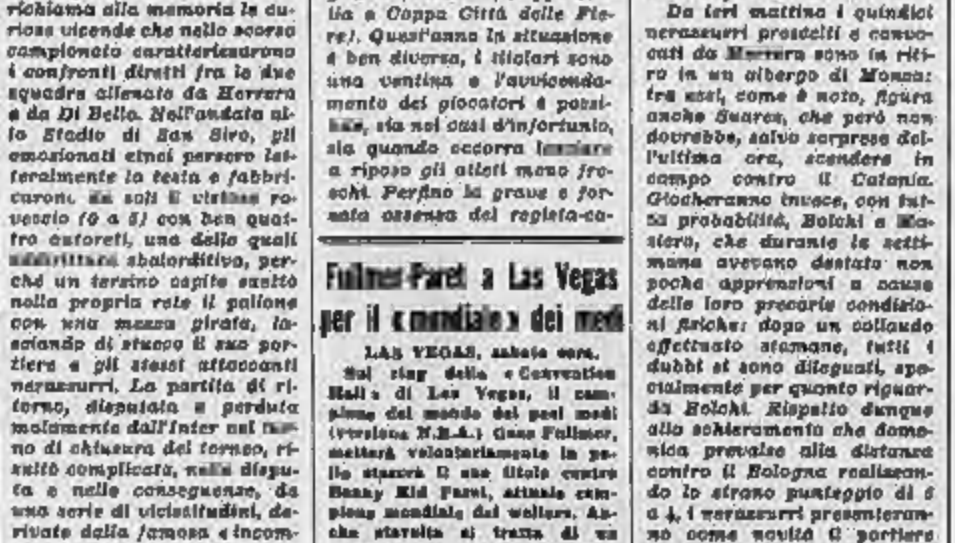 richiama alla memoria le cu-
riose vicende che nello scorso
campionato caratterizzarono
i confronti diretti fra le due
squadre allenate da Herrera
e da Di Bella. Nell'andata al-
lo Stadio di San Siro, gli
emozionati etnei persero let-
teralmente la testa e fabbri-
carono da soli il vistoso ro-
vescio (0 a 5) con ben quat-
tro autoreti, una delle quali
addirittura sbalorditiva, per-
ché un terzino ospite saettò
nella propria rete il pallone
con una mezza girata, la-
sciando di stucco il suo por-
tiere e gli stessi attaccanti
nerazzurri. La partita di ri-
torno, disputata e perduta
malamente dall'Inter nel tur-
no di chiusura del torneo, ri-
sultò complicata, nella dispu-
ta e nelle conseguenze, da
una serie di vicissitudini, de-
rivate dalla famosa « incom-
lia e Coppa Città delle Fie-
re). Quest'anno la situazione
è ben diversa, i titolari sono
una ventina e l'avvicenda-
mento dei giocatori è possi-
bile, sia nei casi d'infortunio,
sia quando occorra lasciare
a riposo gli atleti meno fre-
schi. Perfino la grave e for-
zata assenza del regista-ca-
Fullmer-Paret a Las Vegas
per il « mondiale » dei medi
LAS VEGAS, sabato sera.
Sul ring della « Convention
Hall » di Las Vegas, il cam-
pione del mondo dei pesi medi
(versione N.B.A.) Gene Fullmer,
metterà volontariamente in pa-
lio stasera il suo titolo contro
Benny Kid Paret, attuale cam-
pione mondiale dei welters. An-
che stavolta si tratta di un
Da ieri mattina i quindici
nerazzurri prescelti e convo-
cati da Herrera sono in riti-
ro in un albergo di Monza:
tra essi, come è noto, figura
anche Suarez, che però non
dovrebbe, salvo sorprese del-
l'ultima ora, scendere in
campo contro il Catania.
Giocheranno invece, con tut-
ta probabilità, Bolchi e Ma-
siero, che durante la setti-
mana avevano destato non
poche apprensioni a causa
delle loro precarie condizio-
ni fisiche: dopo un collaudo
effettuato stamane, tutti i
dubbi si sono dileguati, spe-
cialmente per quanto riguar-
da Bolchi. Rispetto dunque
allo schieramento che dome-
nica prevalse alla distanza
contro il Bologna realizzan-
do lo strano punteggio di 6
a 4, i nerazzurri presenteran-
no come novità il portiere